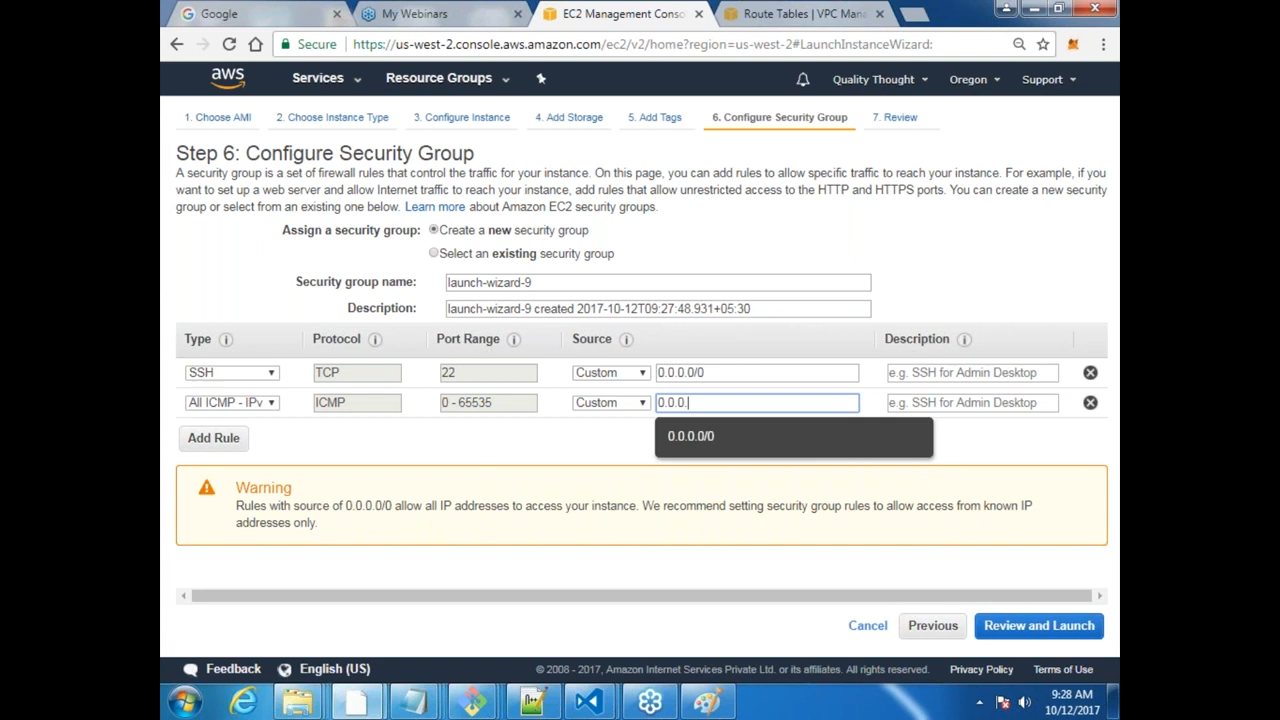 Google
My Webinars
EC2 Management Conso
Route Tables | VPC Man
Secure
https://us-west-2.console.aws.amazon.com/ec2/v2/home?region=us-west-2#LaunchInstanceWizard:
aws
Services
Resource Groups
Quality Thought
Oregon
Support
1. Choose AMI
2. Choose Instance Type
3. Configure Instance
4. Add Storage
5. Add Tags
6. Configure Security Group
7. Review
Step 6: Configure Security Group
A security group is a set of firewall rules that control the traffic for your instance. On this page, you can add rules to allow specific traffic to reach your instance. For example, if you
want to set up a web server and allow Internet traffic to reach your instance, add rules that allow unrestricted access to the HTTP and HTTPS ports. You can create a new security
group or select from an existing one below. Learn more about Amazon EC2 security groups.
Assign a security group: Create a new security group
Select an existing security group
Security group name: launch-wizard-9
Description: launch-wizard-9 created 2017-10-12T09:27:48.931+05:30
Type Protocol Port Range Source Description
SSH TCP 22 Custom 0.0.0.0/0 e.g. SSH for Admin Desktop
All ICMP - IPv ICMP 0 - 65535 Custom 0.0.0. e.g. SSH for Admin Desktop
0.0.0.0/0
Add Rule
Warning
Rules with source of 0.0.0.0/0 allow all IP addresses to access your instance. We recommend setting security group rules to allow access from known IP
addresses only.
Cancel
Previous
Review and Launch
Feedback
English (US)
© 2008 - 2017, Amazon Internet Services Private Ltd. or its affiliates. All rights reserved.
Privacy Policy
Terms of Use
9:28 AM
10/12/2017